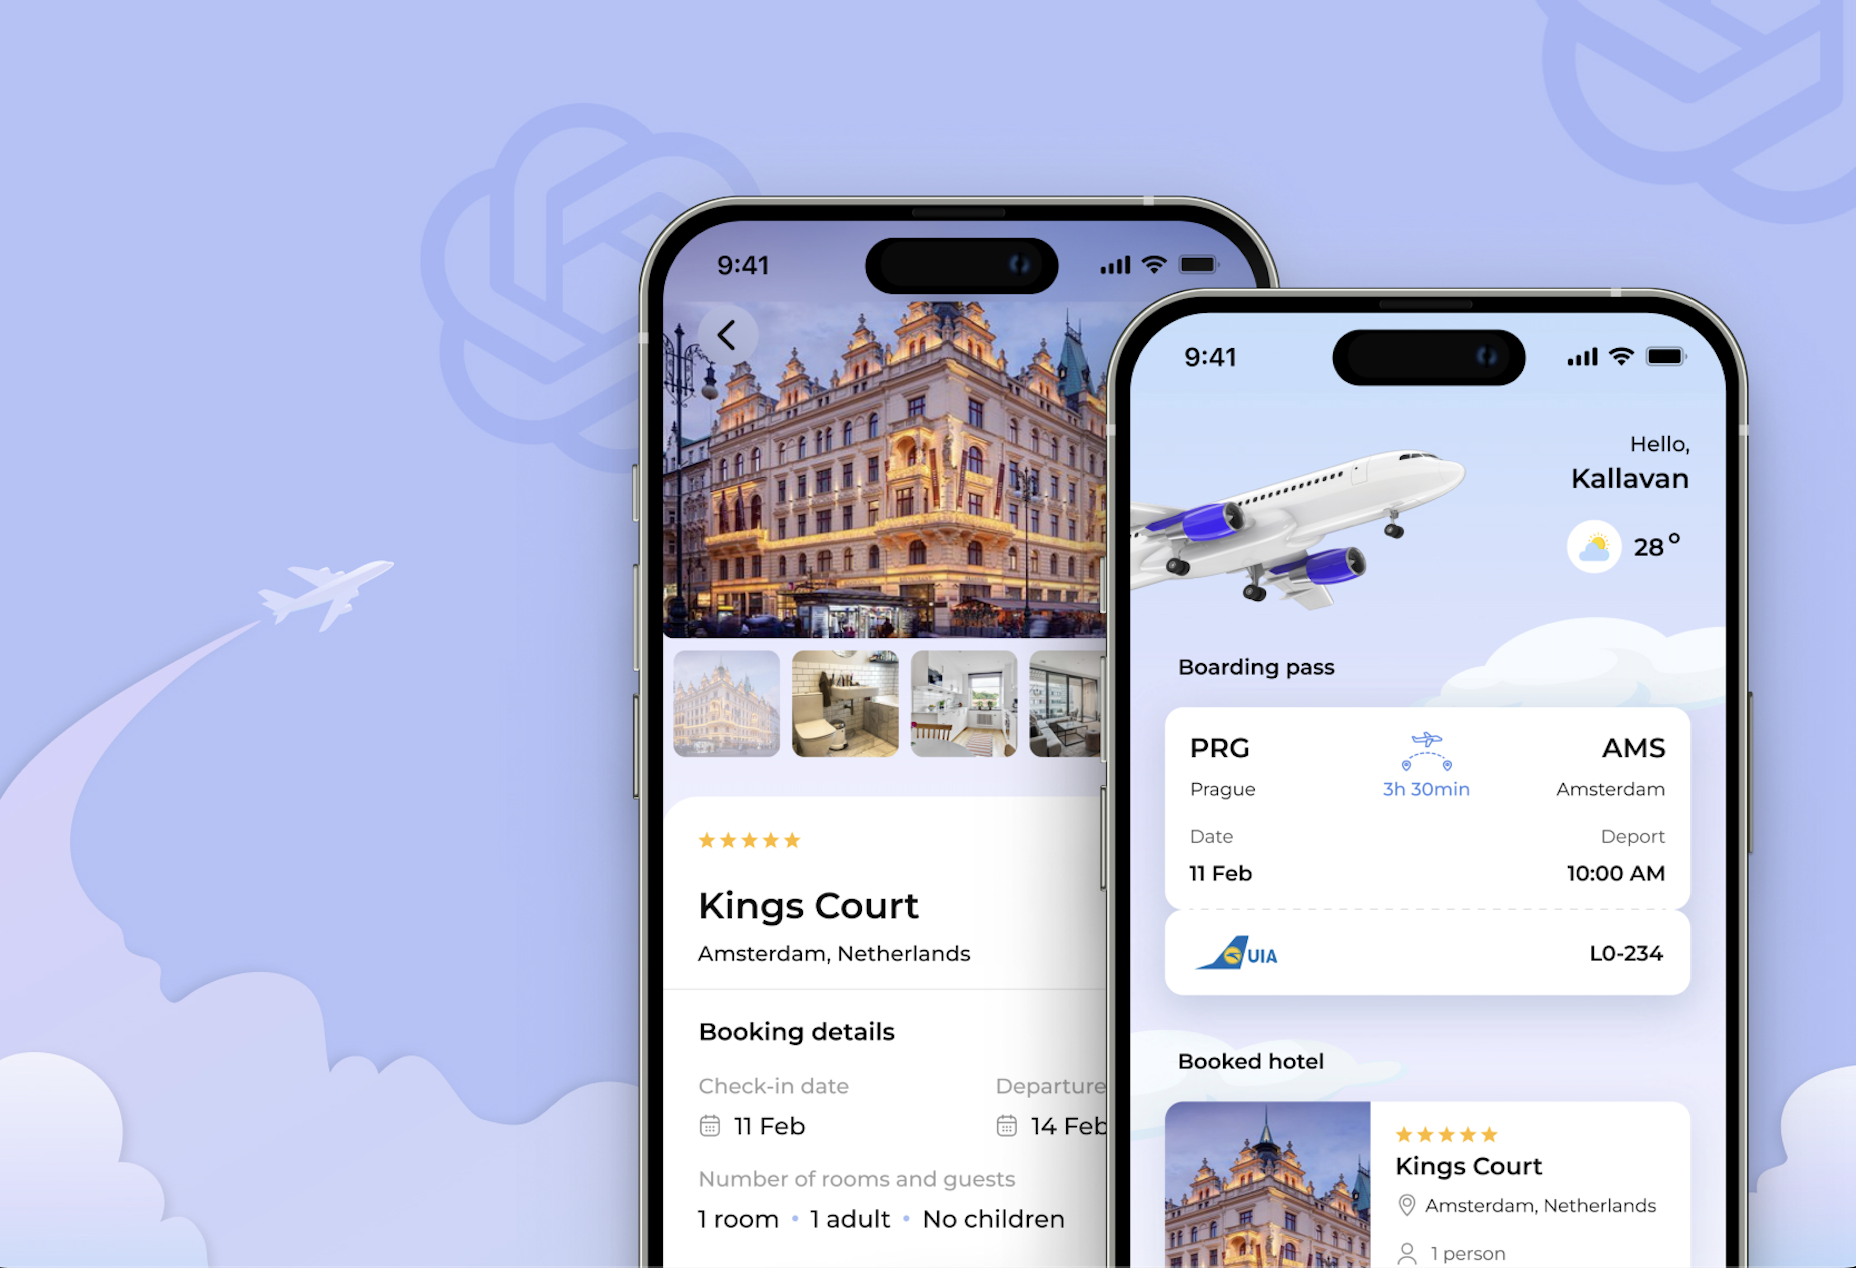 9:41
Kings Court
Amsterdam, Netherlands
Booking details
Check-in date
Departure
11 Feb
14 Feb
Number of rooms and guests
1 room • 1 adult • No children
9:41
Hello,
Kallavan
28°
Boarding pass
PRG
AMS
Prague
3h 30min
Amsterdam
Date
Deport
11 Feb
10:00 AM
UIA
L0-234
Booked hotel
Kings Court
Amsterdam, Netherlands
1 person